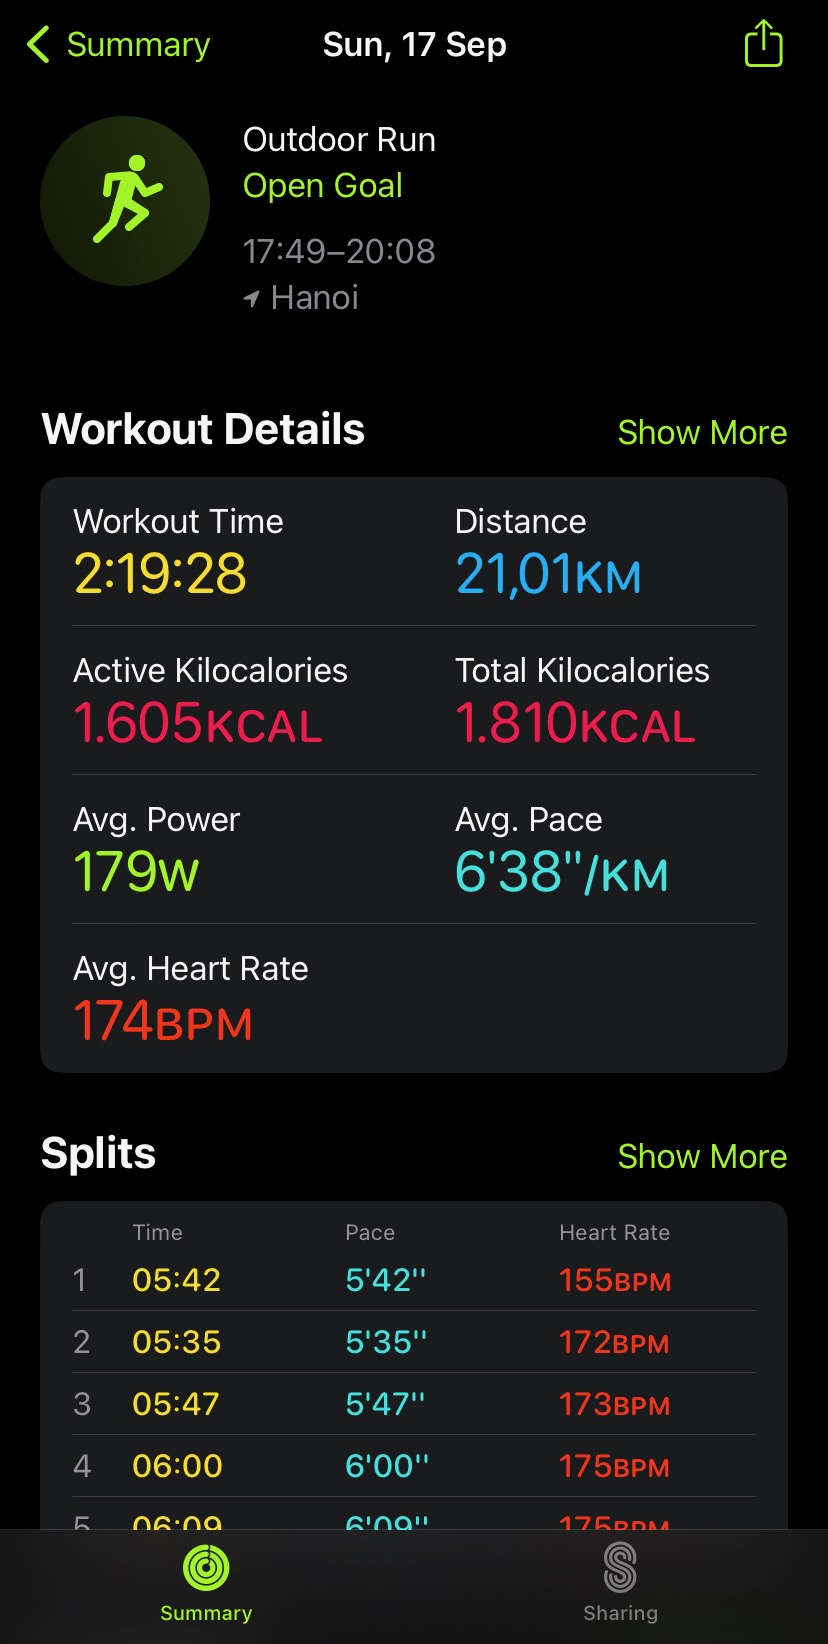 Summary
Sun, 17 Sep
Outdoor Run
Open Goal
17:49–20:08
Hanoi
Workout Details
Show More
Workout Time
Distance
2:19:28
21,01KM
Active Kilocalories
Total Kilocalories
1.605KCAL
1.810KCAL
Avg. Power
Avg. Pace
179W
6'38"/KM
Avg. Heart Rate
174BPM
Splits
Show More
Time Pace Heart Rate
1 05:42 5'42'' 155BPM
2 05:35 5'35'' 172BPM
3 05:47 5'47'' 173BPM
4 06:00 6'00'' 175BPM
5 06:09 6'09'' 175BPM
Summary
Sharing